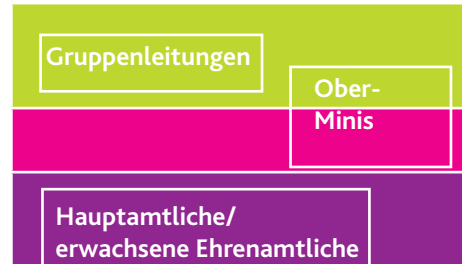 Gruppenleitungen
Ober-
Minis
Hauptamtliche/
erwachsene Ehrenamtliche